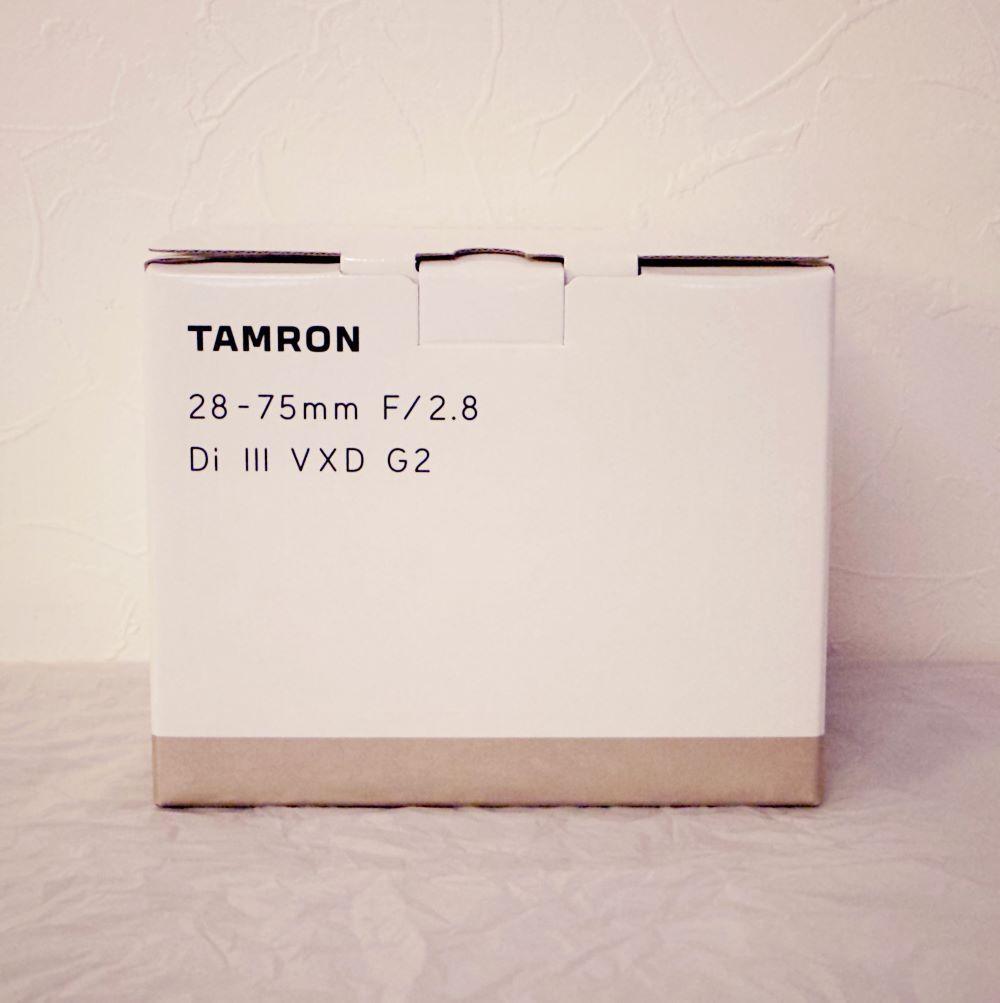 TAMRON
28-75mm F/2.8
Di III VXD G2